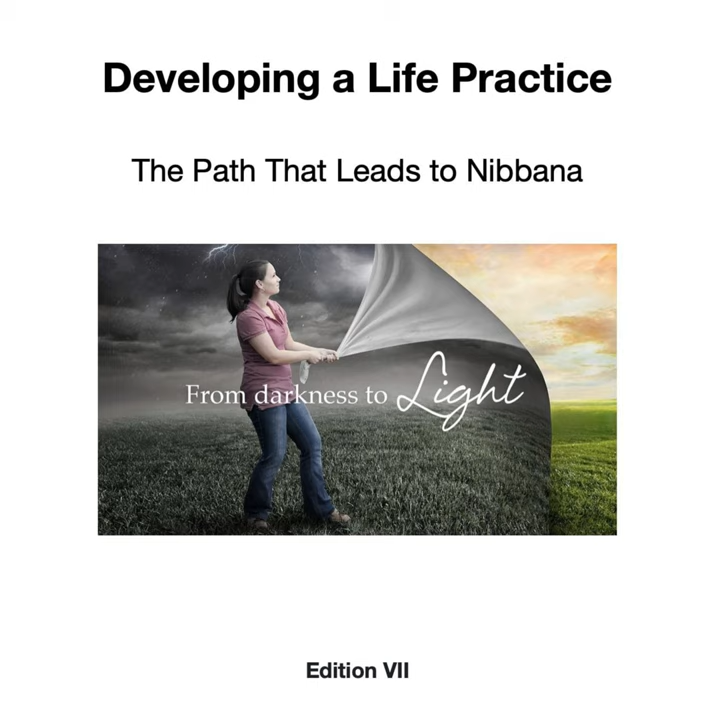 Developing a Life Practice
The Path That Leads to Nibbana
From darkness to Light
Edition VII